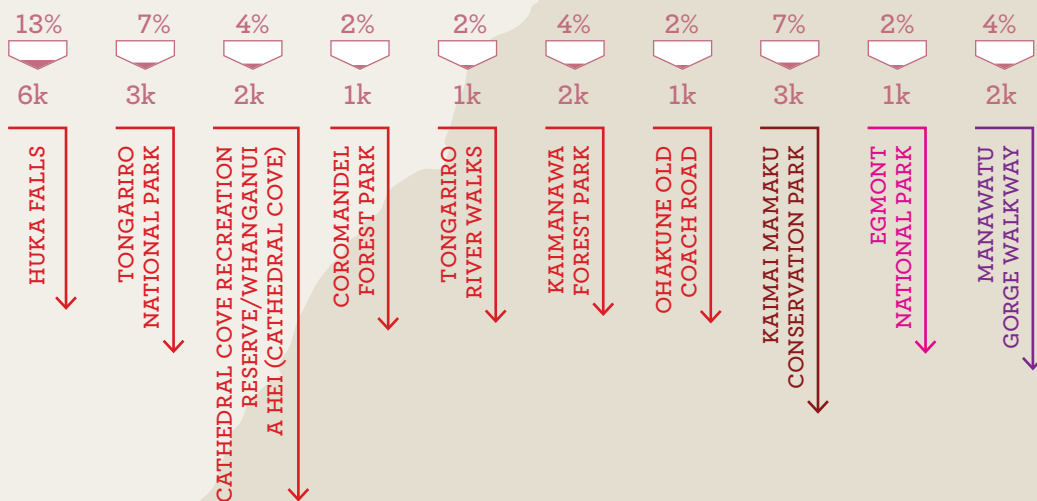 13%
7%
4%
2%
2%
4%
2%
7%
2%
4%
6k
3k
2k
1k
1k
2k
1k
3k
1k
2k
HUKA FALLS
TONGARIRO
NATIONAL PARK
CATHEDRAL COVE RECREATION
RESERVE/WHANGANUI
A HEI (CATHEDRAL COVE)
COROMANDEL
FOREST PARK
TONGARIRO
RIVER WALKS
KAIMANAWA
FOREST PARK
OHAKUNE OLD
COACH ROAD
KAIMAI MAMAKU
CONSERVATION PARK
EGMONT
NATIONAL PARK
MANAWATU
GORGE WALKWAY